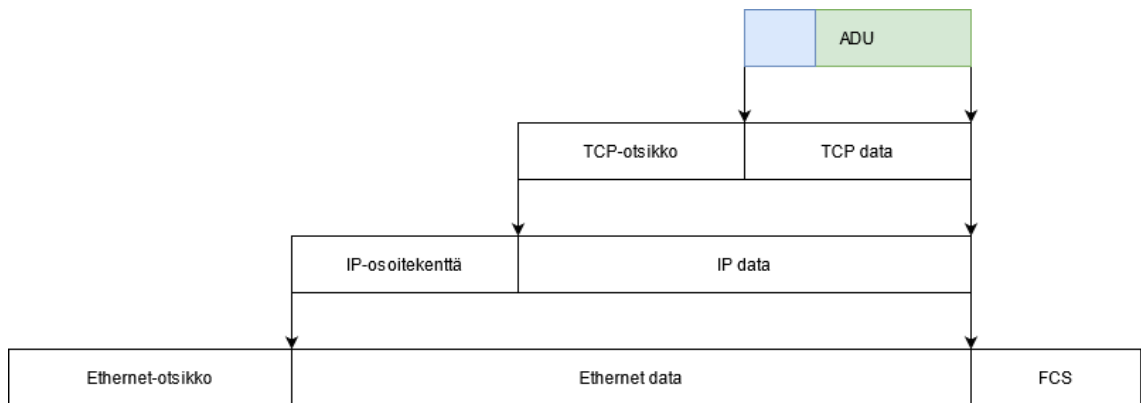 ADU
TCP-otsikko TCP data
IP-osoitekenttä IP data
Ethernet-otsikko Ethernet data FCS